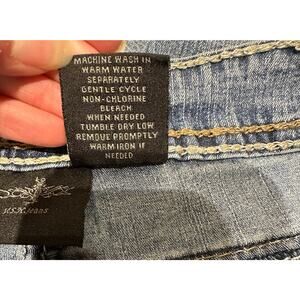 MACHINE WASH IN
WARM WATER
SEPARATELY
GENTLE CYCLE
NON-CHLORINE
BLEACH
WHEN NEEDED
TUMBLE DRY LOW
REMOVE PROMPTLY
WARM IRON IF
NEEDED
Jeans